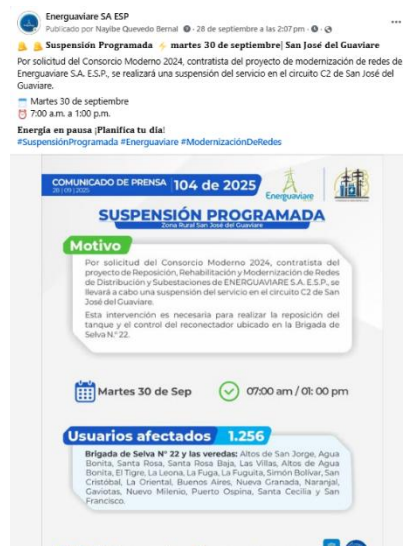 Energuaviare SA ESP
Publicado por Nayibe Quevedo Bernal · 28 de septiembre a las 2:07 pm ·
Suspensión Programada martes 30 de septiembre| San José del Guaviare
Por solicitud del Consorcio Moderno 2024, contratista del proyecto de modernización de redes de
Energuaviare S.A. E.S.P., se realizará una suspensión del servicio en el circuito C2 de San José del
Guaviare.
Martes 30 de septiembre
7:00 a.m. a 1:00 p.m.
Energía en pausa ¡Planifica tu día!
#SuspensiónProgramada #Energuaviare #ModernizaciónDeRedes
COMUNICADO DE PRENSA 104 de 2025
28 | 09 | 2025
Energuaviare
SUSPENSIÓN PROGRAMADA
Zona Rural San José del Guaviare
Motivo
Por solicitud del Consorcio Moderno 2024, contratista del
proyecto de Reposición, Rehabilitación y Modernización de Redes
de Distribución y Subestaciones de ENERGUAVIARE S.A. E.S.P., se
llevará a cabo una suspensión del servicio en el circuito C2 de San
José del Guaviare.
Esta intervención es necesaria para realizar la reposición del
tanque y el control del reconectador ubicado en la Brigada de
Selva N.° 22.
Martes 30 de Sep
07:00 am / 01: 00 pm
Usuarios afectados 1.256
Brigada de Selva N° 22 y las veredas: Altos de San Jorge, Agua
Bonita, Santa Rosa, Santa Rosa Baja, Las Villas, Altos de Agua
Bonita, El Tigre, La Leona, La Fuga, La Fuguita, Simón Bolívar, San
Cristóbal, La Oriental, Buenos Aires, Nueva Granada, Naranjal,
Gaviotas, Nuevo Milenio, Puerto Ospina, Santa Cecilia y San
Francisco.